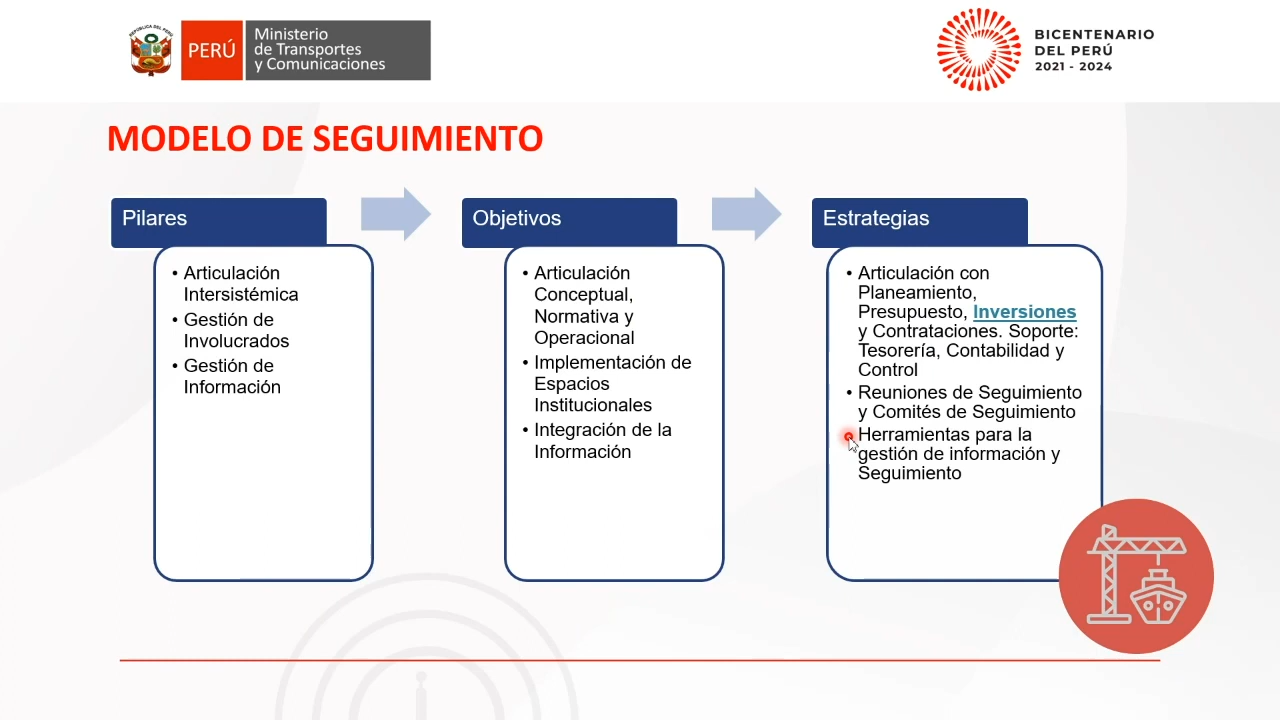 REPÚBLICA DEL PERÚ
PERÚ
Ministerio
de Transportes
y Comunicaciones
BICENTENARIO
DEL PERÚ
2021 - 2024
MODELO DE SEGUIMIENTO
Pilares
• Articulación
Intersistémica
• Gestión de
Involucrados
• Gestión de
Información
Objetivos
• Articulación
Conceptual,
Normativa y
Operacional
• Implementación de
Espacios
Institucionales
• Integración de la
Información
Estrategias
• Articulación con
Planeamiento,
Presupuesto, Inversiones
y Contrataciones. Soporte:
Tesorería, Contabilidad y
Control
• Reuniones de Seguimiento
y Comités de Seguimiento
Herramientas para la
gestión de información y
Seguimiento